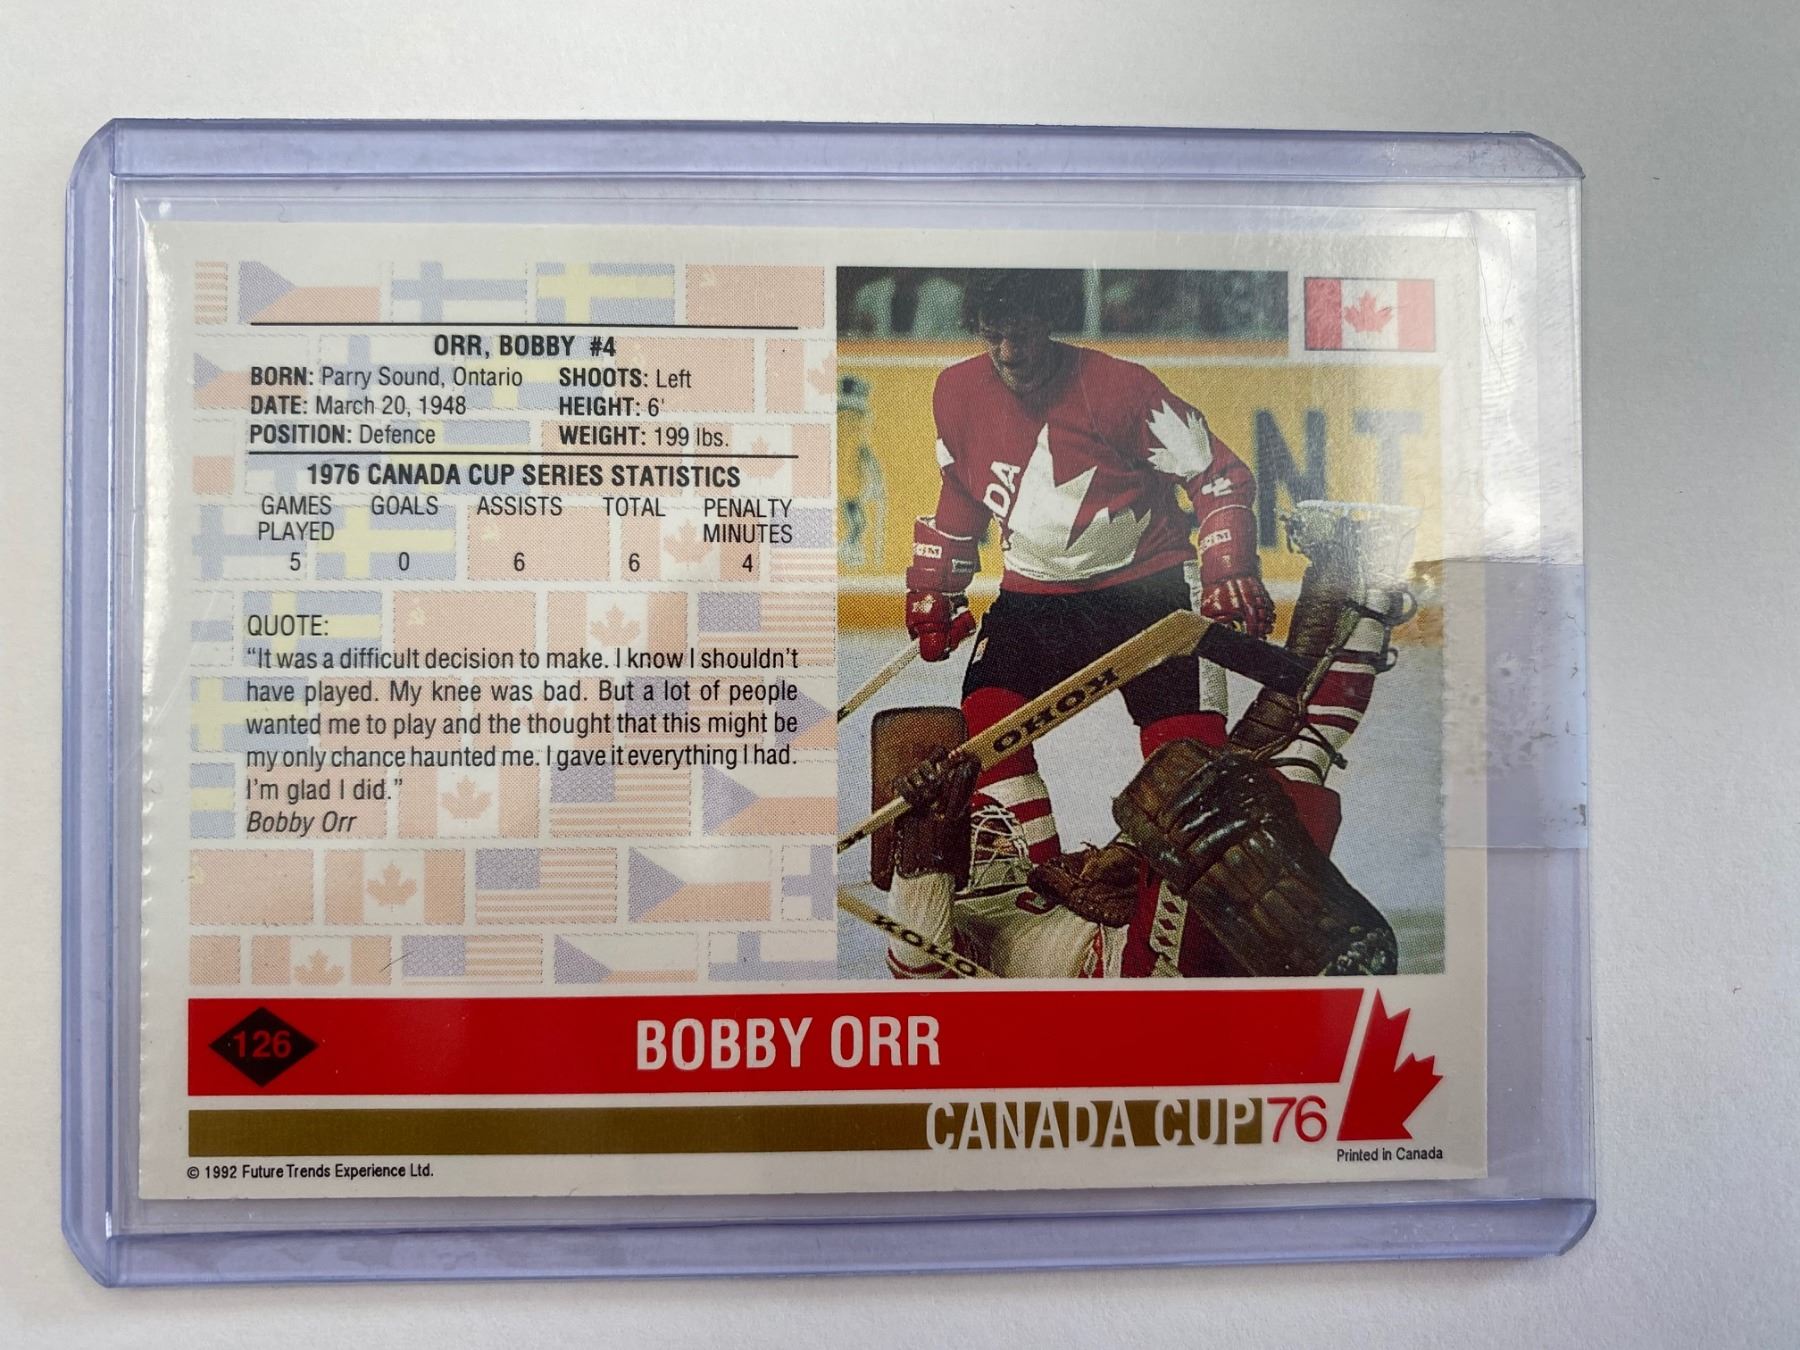 ORR, BOBBY #4
BORN: Parry Sound, Ontario SHOOTS: Left
DATE: March 20, 1948 HEIGHT: 6'
POSITION: Defence WEIGHT: 199 lbs.
1976 CANADA CUP SERIES STATISTICS
GAMES GOALS ASSISTS TOTAL PENALTY
PLAYED MINUTES
5 0 6 6 4
QUOTE:
“It was a difficult decision to make. I know I shouldn't
have played. My knee was bad. But a lot of people
wanted me to play and the thought that this might be
my only chance haunted me. I gave it everything I had.
I'm glad I did.”
Bobby Orr
NT
DA
CCM
KOHO
KOHO
126
BOBBY ORR
CANADA CUP 76
© 1992 Future Trends Experience Ltd.
Printed in Canada